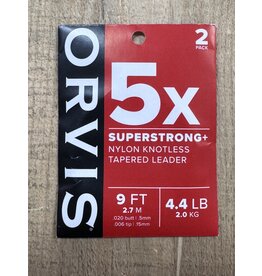 ORVIS
2
PACK
5X
SUPERSTRONG+
NYLON KNOTLESS
TAPERED LEADER
9 FT
2.7 M
.020 butt | .5mm
.006 tip | .15mm
4.4 LB
2.0 KG